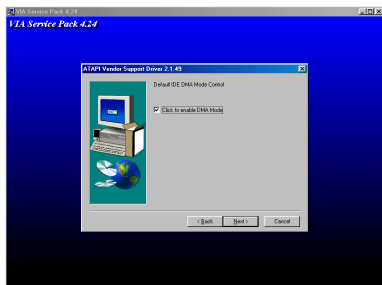 VIA Service Pack 4.24
VIA Service Pack 4.24
ATAPI Vendor Support Driver 2.1.49
Default IDE DMA Mode Control
Click to enable DMA Mode
< Back
Next >
Cancel